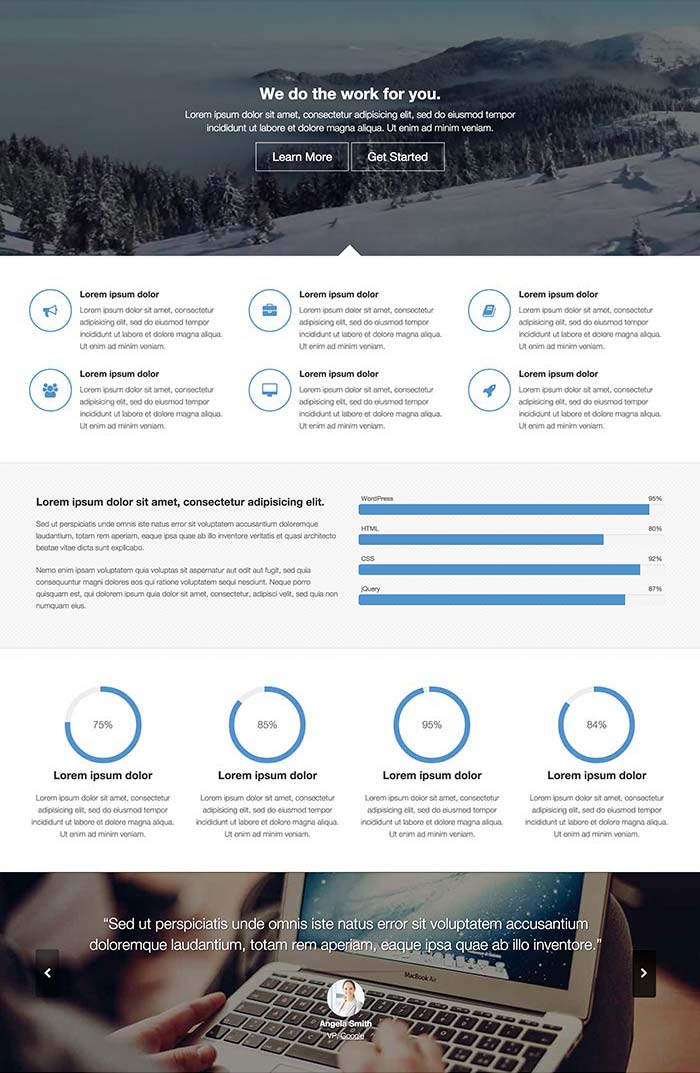 We do the work for you.
Lorem ipsum dolor sit amet, consectetur adipisicing elit, sed do eiusmod tempor
incididunt ut labore et dolore magna aliqua. Ut enim ad minim veniam.
Learn More
Get Started
Lorem ipsum dolor
Lorem ipsum dolor sit amet, consectetur
adipisicing elit, sed do eiusmod tempor
incididunt ut labore et dolore magna aliqua.
Ut enim ad minim veniam.
Lorem ipsum dolor
Lorem ipsum dolor sit amet, consectetur
adipisicing elit, sed do eiusmod tempor
incididunt ut labore et dolore magna aliqua.
Ut enim ad minim veniam.
Lorem ipsum dolor
Lorem ipsum dolor sit amet, consectetur
adipisicing elit, sed do eiusmod tempor
incididunt ut labore et dolore magna aliqua.
Ut enim ad minim veniam.
Lorem ipsum dolor
Lorem ipsum dolor sit amet, consectetur
adipisicing elit, sed do eiusmod tempor
incididunt ut labore et dolore magna aliqua.
Ut enim ad minim veniam.
Lorem ipsum dolor
Lorem ipsum dolor sit amet, consectetur
adipisicing elit, sed do eiusmod tempor
incididunt ut labore et dolore magna aliqua.
Ut enim ad minim veniam.
Lorem ipsum dolor
Lorem ipsum dolor sit amet, consectetur
adipisicing elit, sed do eiusmod tempor
incididunt ut labore et dolore magna aliqua.
Ut enim ad minim veniam.
Lorem ipsum dolor sit amet, consectetur adipisicing elit.
Sed ut perspiciatis unde omnis iste natus error sit voluptatem accusantium doloremque
laudantium, totam rem aperiam, eaque ipsa quae ab illo inventore veritatis et quasi architecto
beatae vitae dicta sunt explicabo.
Nemo enim ipsam voluptatem quia voluptas sit aspernatur aut odit aut fugit, sed quia
consequuntur magni dolores eos qui ratione voluptatem sequi nesciunt. Neque porro
quisquam est, qui dolorem ipsum quia dolor sit amet, consectetur, adipisci velit, sed quia non
numquam eius.
WordPress 95%
HTML 80%
CSS 92%
jQuery 87%
75%
Lorem ipsum dolor
Lorem ipsum dolor sit amet, consectetur
adipisicing elit, sed do eiusmod tempor
incididunt ut labore et dolore magna aliqua.
Ut enim ad minim veniam.
85%
Lorem ipsum dolor
Lorem ipsum dolor sit amet, consectetur
adipisicing elit, sed do eiusmod tempor
incididunt ut labore et dolore magna aliqua.
Ut enim ad minim veniam.
95%
Lorem ipsum dolor
Lorem ipsum dolor sit amet, consectetur
adipisicing elit, sed do eiusmod tempor
incididunt ut labore et dolore magna aliqua.
Ut enim ad minim veniam.
84%
Lorem ipsum dolor
Lorem ipsum dolor sit amet, consectetur
adipisicing elit, sed do eiusmod tempor
incididunt ut labore et dolore magna aliqua.
Ut enim ad minim veniam.
“Sed ut perspiciatis unde omnis iste natus error sit voluptatem accusantium
doloremque laudantium, totam rem aperiam, eaque ipsa quae ab illo inventore.”
MacBook Air
Angela Smith
VP, Google